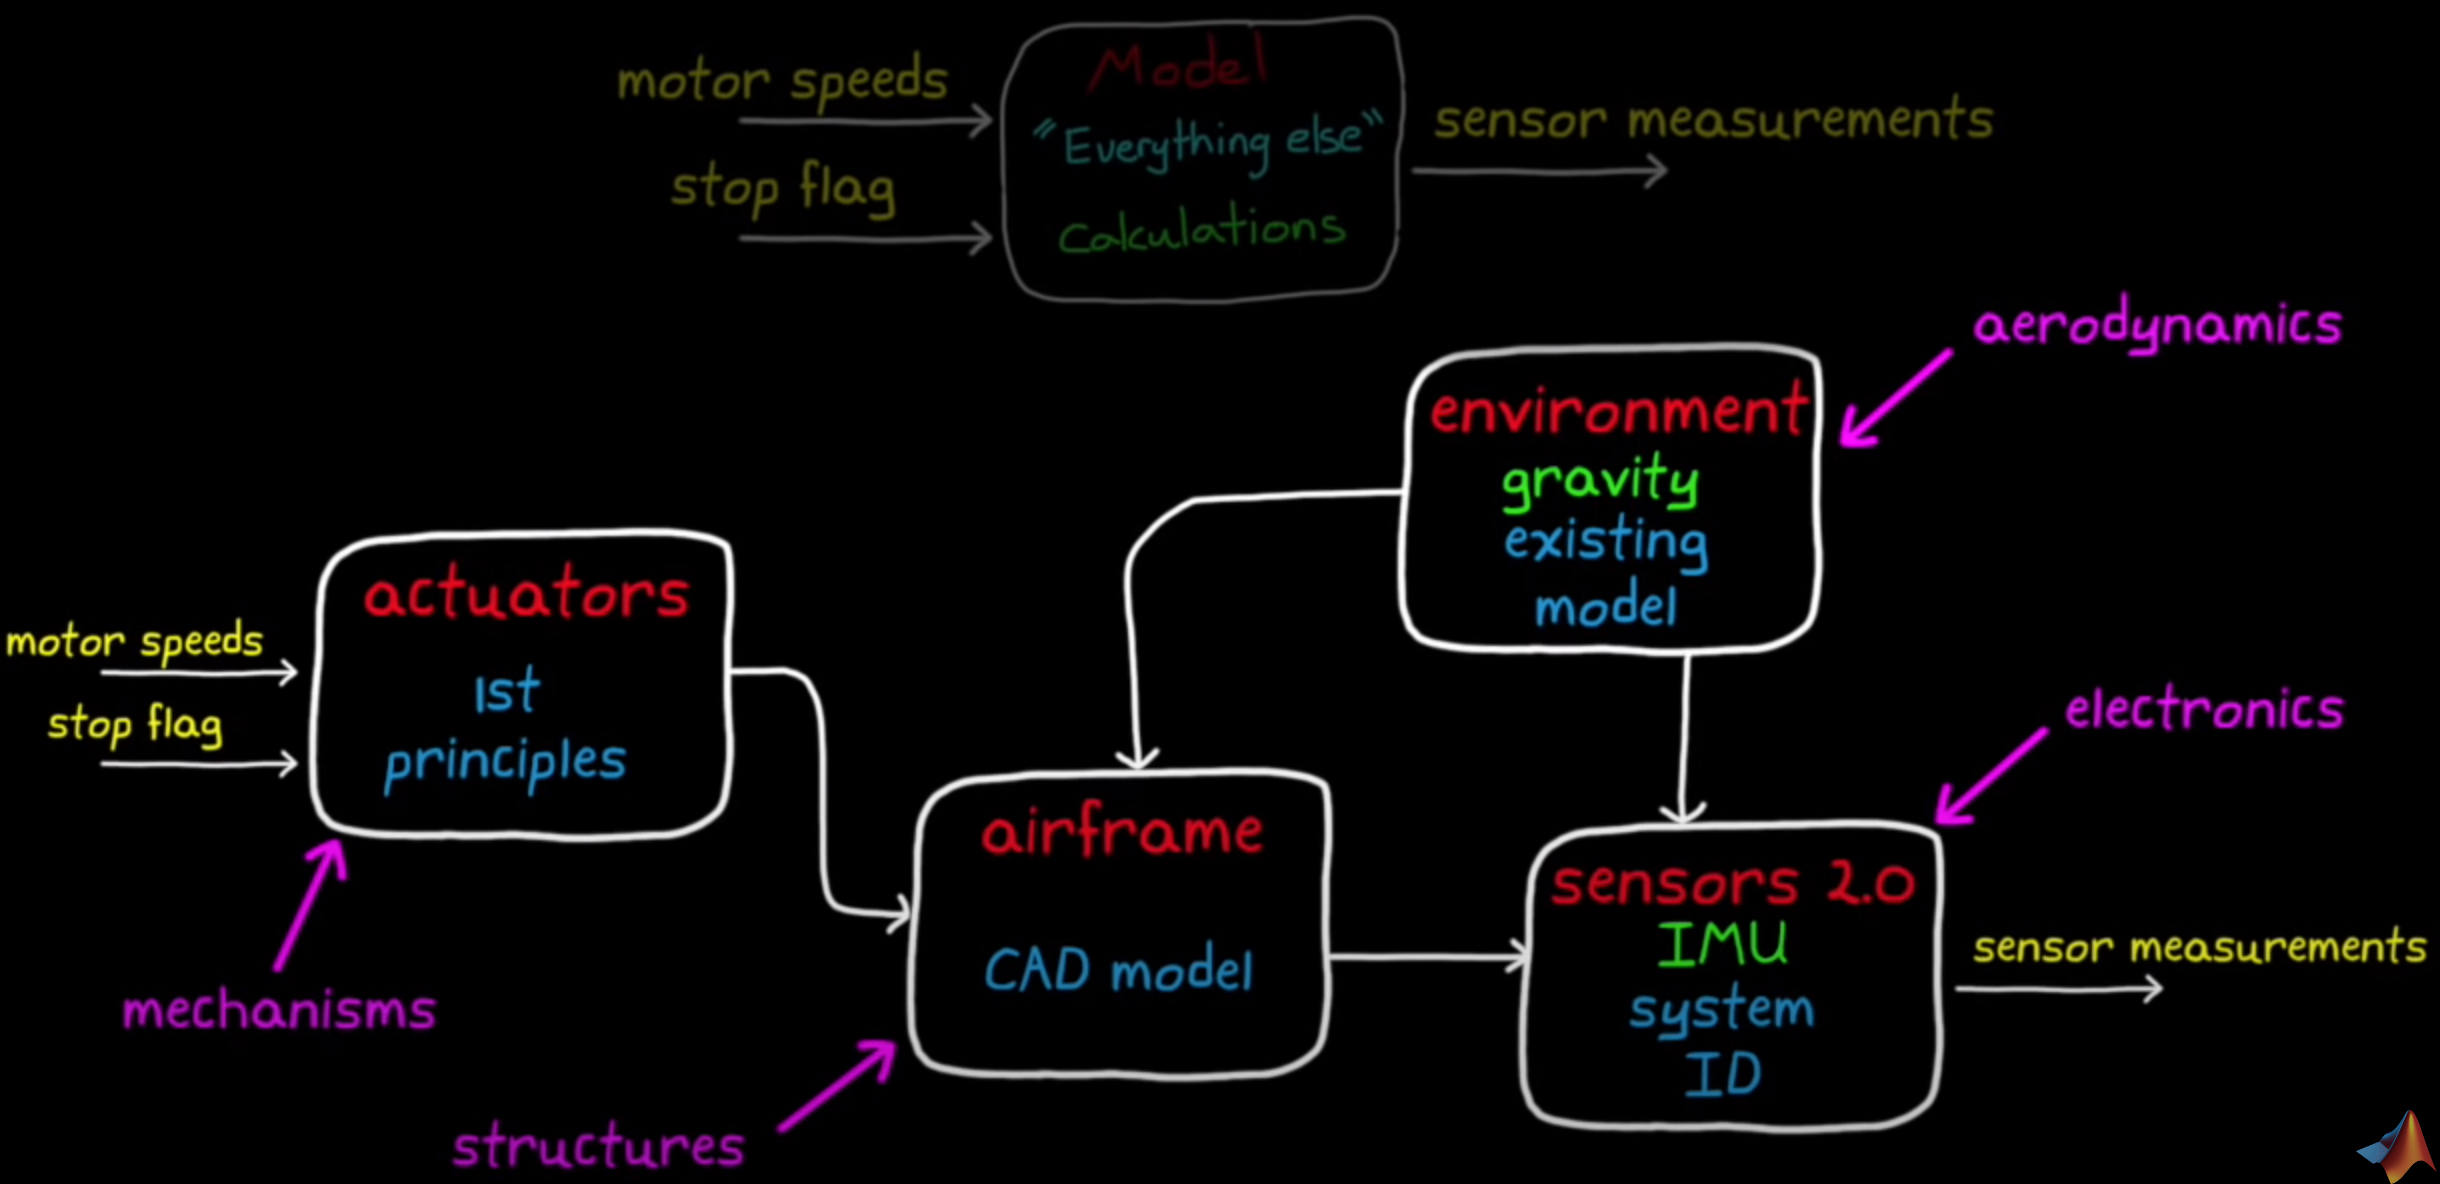 motor speeds
stop flag
Model
"Everything else"
Calculations
sensor measurements
aerodynamics
environment
gravity
existing
model
actuators
1st
principles
motor speeds
stop flag
mechanisms
airframe
CAD model
structures
electronics
sensors 2.0
IMU
system
ID
sensor measurements